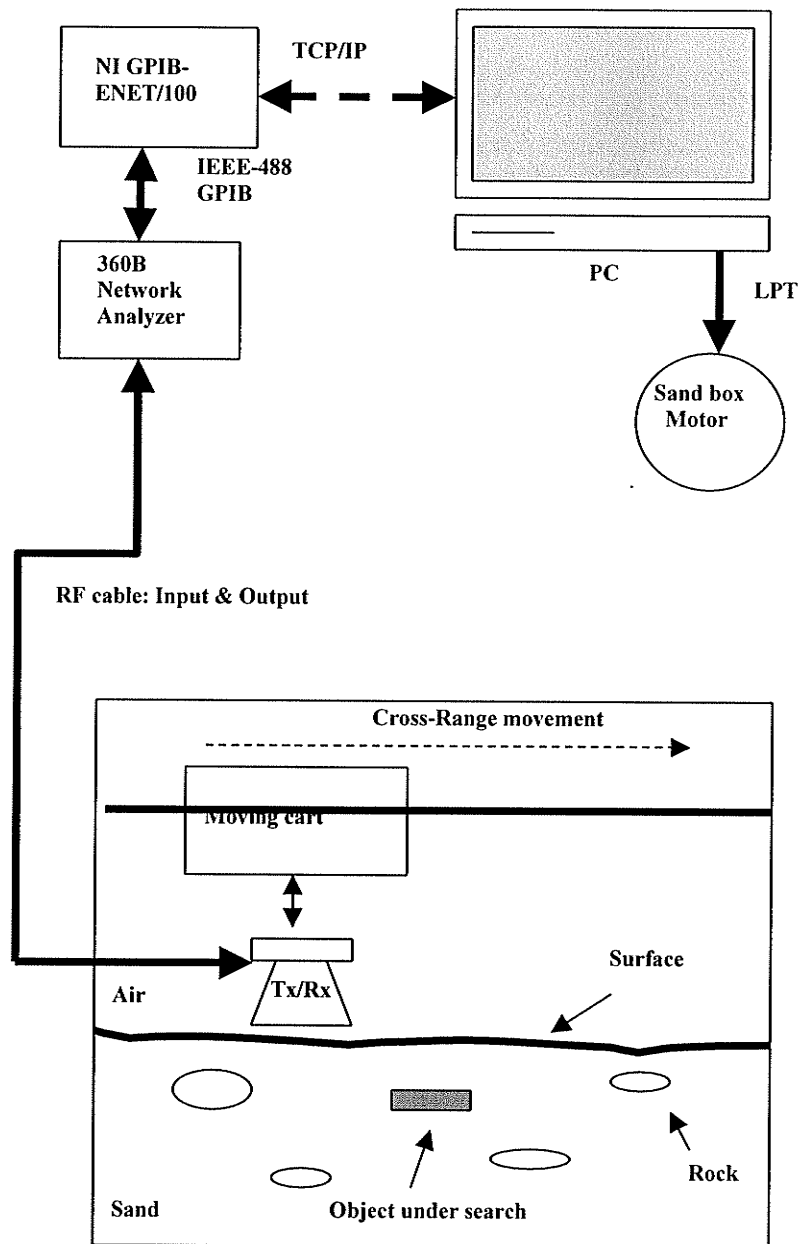 TCP/IP
NI GPIB-
ENET/100
IEEE-488
GPIB
360B
Network
Analyzer
PC
LPT
Sand box
Motor
RF cable: Input & Output
Cross-Range movement
Moving cart
Surface
Air
Tx/Rx
Rock
Sand
Object under search